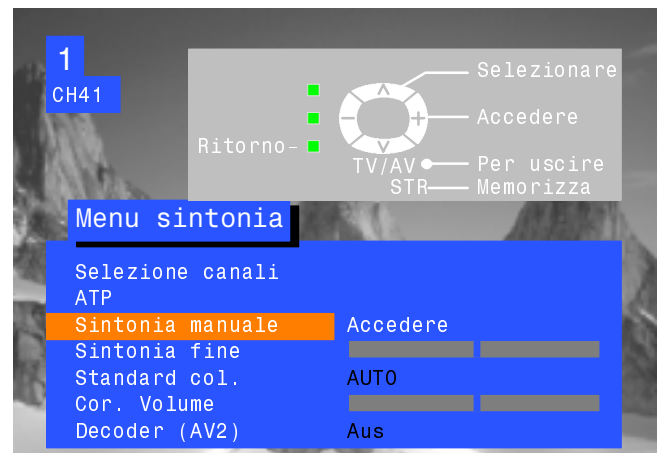 1
CH41
Selezionare
Accedere
Ritorno
TV/AV Per uscire
STR Memorizza
Menu sintonia
Selezione canali
ATP
Sintonia manuale Accedere
Sintonia fine
Standard col. AUTO
Cor. Volume
Decoder (AV2) Aus